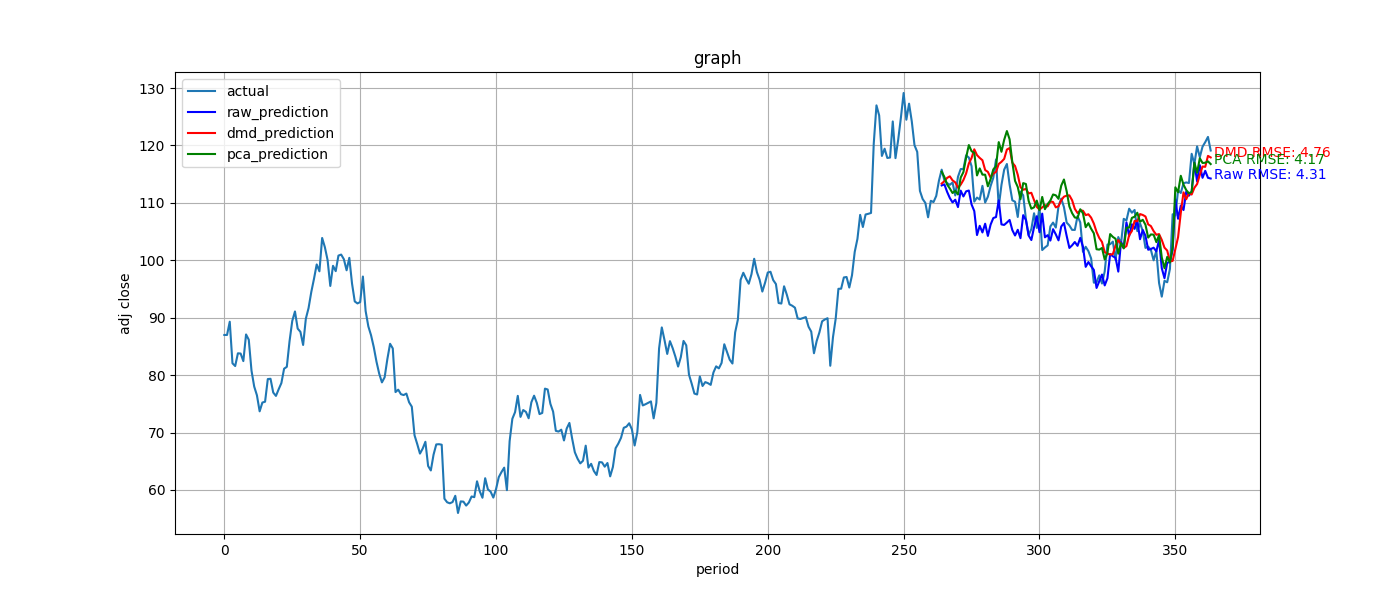 graph
actual
raw_prediction
dmd_prediction
pca_prediction
adj close
130
120
110
100
90
80
70
60
DMD RMSE: 4.76
PCA RMSE: 4.17
Raw RMSE: 4.31
0 50 100 150 200 250 300 350
period